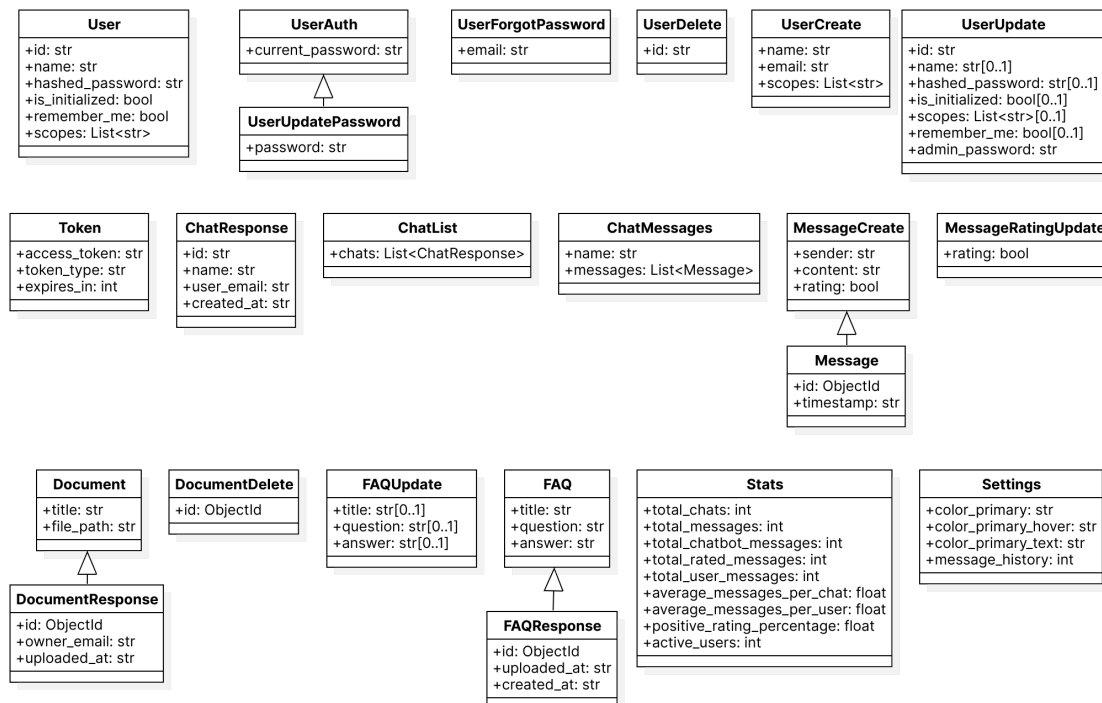 User
+id: str
+name: str
+hashed_password: str
+is_initialized: bool
+remember_me: bool
+scopes: List<str>
UserAuth
+current_password: str
UserUpdatePassword
+password: str
UserForgotPassword
+email: str
UserDelete
+id: str
UserCreate
+name: str
+email: str
+scopes: List<str>
UserUpdate
+id: str
+name: str[0..1]
+hashed_password: str[0..1]
+is_initialized: bool[0..1]
+scopes: List<str>[0..1]
+remember_me: bool[0..1]
+admin_password: str
Token
+access_token: str
+token_type: str
+expires_in: int
ChatResponse
+id: str
+name: str
+user_email: str
+created_at: str
ChatList
+chats: List<ChatResponse>
ChatMessages
+name: str
+messages: List<Message>
MessageCreate
+sender: str
+content: str
+rating: bool
Message
+id: ObjectId
+timestamp: str
MessageRatingUpdate
+rating: bool
Document
+title: str
+file_path: str
DocumentResponse
+id: ObjectId
+owner_email: str
+uploaded_at: str
DocumentDelete
+id: ObjectId
FAQUpdate
+title: str[0..1]
+question: str[0..1]
+answer: str[0..1]
FAQ
+title: str
+question: str
+answer: str
FAQResponse
+id: ObjectId
+uploaded_at: str
+created_at: str
Stats
+total_chats: int
+total_messages: int
+total_chatbot_messages: int
+total_rated_messages: int
+total_user_messages: int
+average_messages_per_chat: float
+average_messages_per_user: float
+positive_rating_percentage: float
+active_users: int
Settings
+color_primary: str
+color_primary_hover: str
+color_primary_text: str
+message_history: int